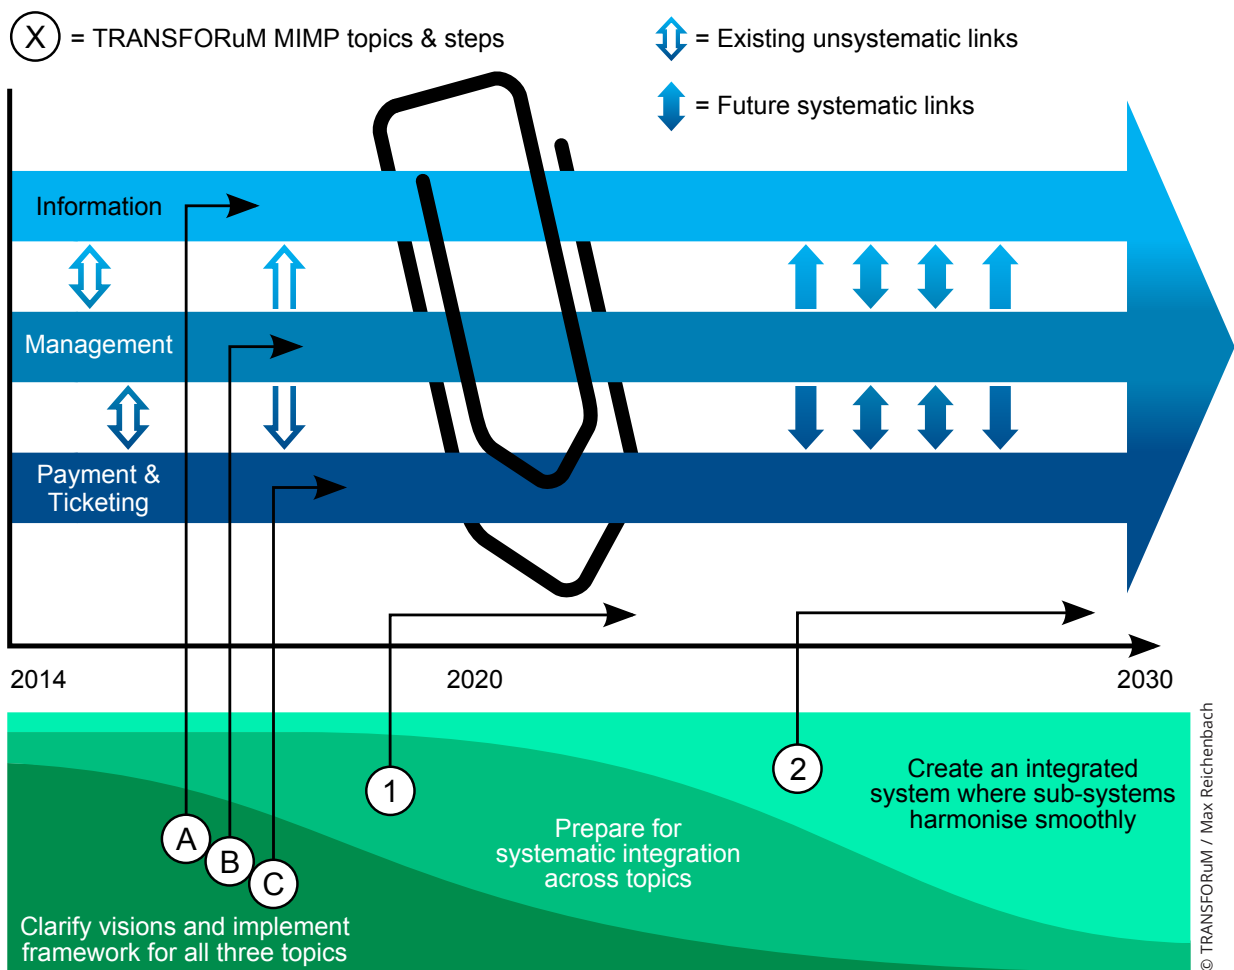 X = TRANSFORuM MIMP topics & steps
= Existing unsystematic links
= Future systematic links
Information
Management
Payment &
Ticketing
2014
2020
2030
1
2
A
B
C
Create an integrated
system where sub-systems
harmonise smoothly
Prepare for
systematic integration
across topics
Clarify visions and implement
framework for all three topics
© TRANSFORuM / Max Reichenbach